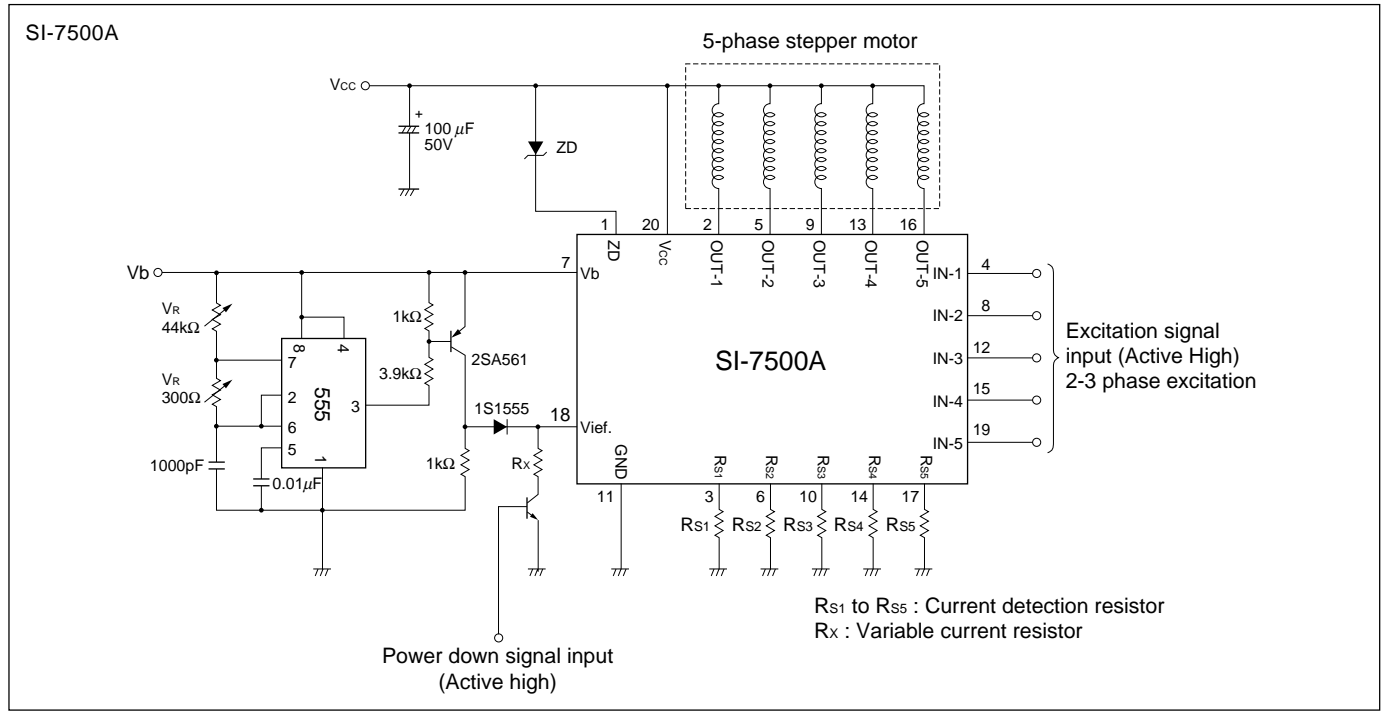 SI-7500A
5-phase stepper motor
Vcc
+
100 µF
50V
ZD
1
20
2
5
9
13
16
ZD
Vcc
OUT-1
OUT-2
OUT-3
OUT-4
OUT-5
Vb
7
Vb
IN-1
4
IN-2
8
IN-3
12
IN-4
15
IN-5
19
Excitation signal
input (Active High)
2-3 phase excitation
SI-7500A
VR
44kΩ
VR
300Ω
1000pF
8
4
7
2
6
5
1
3
555
0.01µF
1kΩ
3.9kΩ
2SA561
1S1555
1kΩ
RX
18
Vief.
GND
RS1
RS2
RS3
RS4
RS5
11
3
6
10
14
17
RS1
RS2
RS3
RS4
RS5
RS1 to RS5 : Current detection resistor
RX : Variable current resistor
Power down signal input
(Active high)